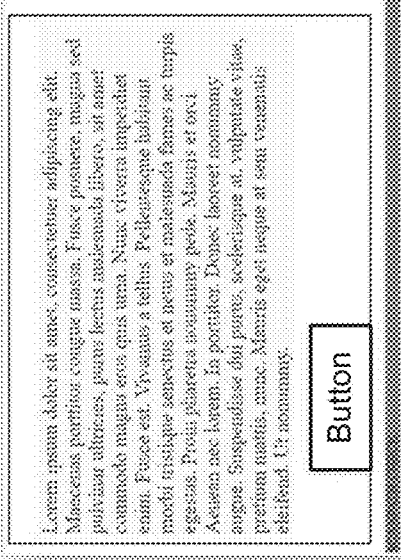 Lorem ipsum dolor sit amet, consectetuer adipiscing elit.
Maecenas porttitor congue massa. Fusce posuere, magna sed
pulvinar ultricies, purus lectus malesuada libero, sit amet
commodo magna eros quis urna. Nunc viverra imperdiet
enim. Fusce est. Vivamus a tellus. Pellentesque habitant
morbi tristique senectus et netus et malesuada fames ac turpis
egestas. Proin pharetra nonummy pede. Mauris et orci.
Aenean nec lorem. In porttitor. Donec laoreet nonummy
augue. Suspendisse dui purus, scelerisque at, vulputate vitae,
pretium mattis, nunc. Mauris eget neque at sem venenatis
eleifend. Ut nonummy.
Button